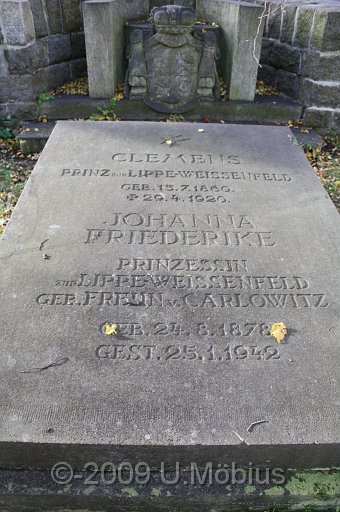 CLEMENS
PRINZ ZUR LIPPE-WEISSENFELD
GEB. 15.7.1860.
29.4.1920.
JOHANNA
FRIEDERIKE
PRINZESSIN
ZUR LIPPE-WEISSENFELD
GEB. FREIIN V. CARLOWITZ
GEB. 24.8.1878
GEST. 25.1.1942
©-2009 U.Möbius